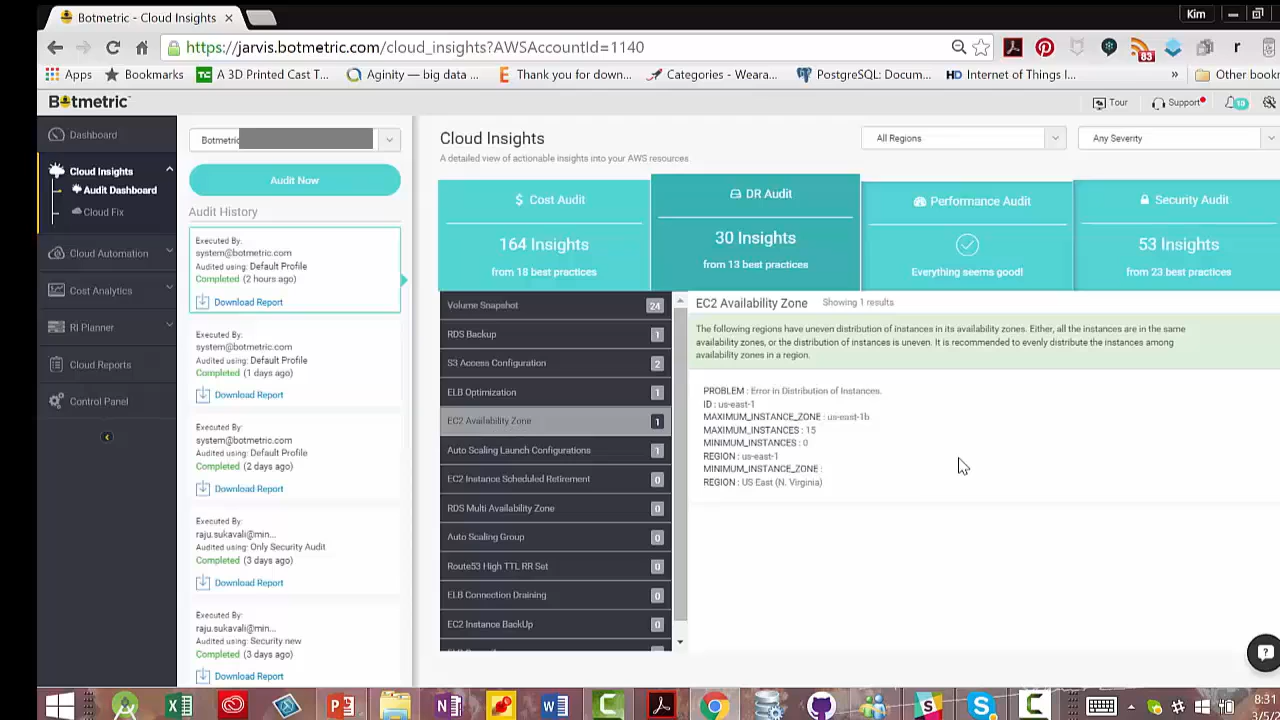 Botmetric - Cloud Insights
Kim
https://jarvis.botmetric.com/cloud_insights?AWSAccountId=1140
83
Apps
Bookmarks
TC
A 3D Printed Cast T...
Aginity — big data ...
E
Thank you for down...
Categories - Weara...
PostgreSQL: Docum...
HD
Internet of Things I...
»
Other book
Botmetric
Tour
Support
10
Dashboard
Cloud Insights
Audit Dashboard
Cloud Fix
Cloud Automation
Cost Analytics
RI Planner
Cloud Reports
Control Panel
Botmetric
Audit Now
Audit History
Executed By:
system@botmetric.com
Audited using: Default Profile
Completed (2 hours ago)
Download Report
Executed By:
system@botmetric.com
Audited using: Default Profile
Completed (1 days ago)
Download Report
Executed By:
system@botmetric.com
Audited using: Default Profile
Completed (2 days ago)
Download Report
Executed By:
raju.sukavali@min...
Audited using: Only Security Audit
Completed (3 days ago)
Download Report
Executed By:
raju.sukavali@min...
Audited using: Security new
Completed (3 days ago)
Download Report
Cloud Insights
A detailed view of actionable insights into your AWS resources
All Regions
Any Severity
$ Cost Audit
164 Insights
from 18 best practices
DR Audit
30 Insights
from 13 best practices
Performance Audit
Everything seems good!
Security Audit
53 Insights
from 23 best practices
Volume Snapshot 24
RDS Backup 1
S3 Access Configuration 2
ELB Optimization 1
EC2 Availability Zone 1
Auto Scaling Launch Configurations 1
EC2 Instance Scheduled Retirement 0
RDS Multi Availability Zone 0
Auto Scaling Group 0
Route53 High TTL RR Set 0
ELB Connection Draining 0
EC2 Instance BackUp 0
EC2 Availability Zone Showing 1 results
The following regions have uneven distribution of instances in its availability zones. Either, all the instances are in the same
availability zones, or the distribution of instances is uneven. It is recommended to evenly distribute the instances among
availability zones in a region.
PROBLEM : Error in Distribution of Instances.
ID : us-east-1
MAXIMUM_INSTANCE_ZONE : us-east-1b
MAXIMUM_INSTANCES : 15
MINIMUM_INSTANCES : 0
REGION : us-east-1
MINIMUM_INSTANCE_ZONE :
REGION : US East (N. Virginia)
8:31